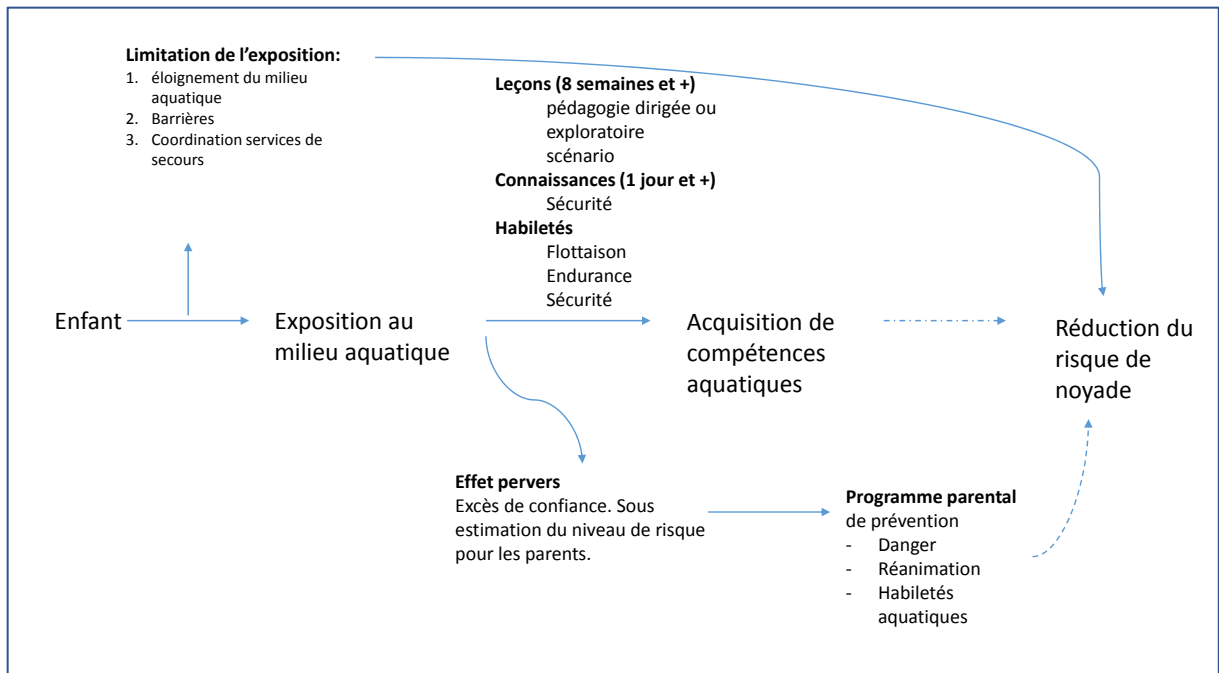 Limitation de l'exposition:
1. éloignement du milieu
aquatique
2. Barrières
3. Coordination services de
secours
Leçons (8 semaines et +)
pédagogie dirigée ou
exploratoire
scénario
Connaissances (1 jour et +)
Sécurité
Habiletés
Flottaison
Endurance
Sécurité
Enfant
Exposition au
milieu aquatique
Acquisition de
compétences
aquatiques
Réduction du
risque de
noyade
Effet pervers
Excès de confiance. Sous
estimation du niveau de risque
pour les parents.
Programme parental
de prévention
- Danger
- Réanimation
- Habiletés
aquatiques